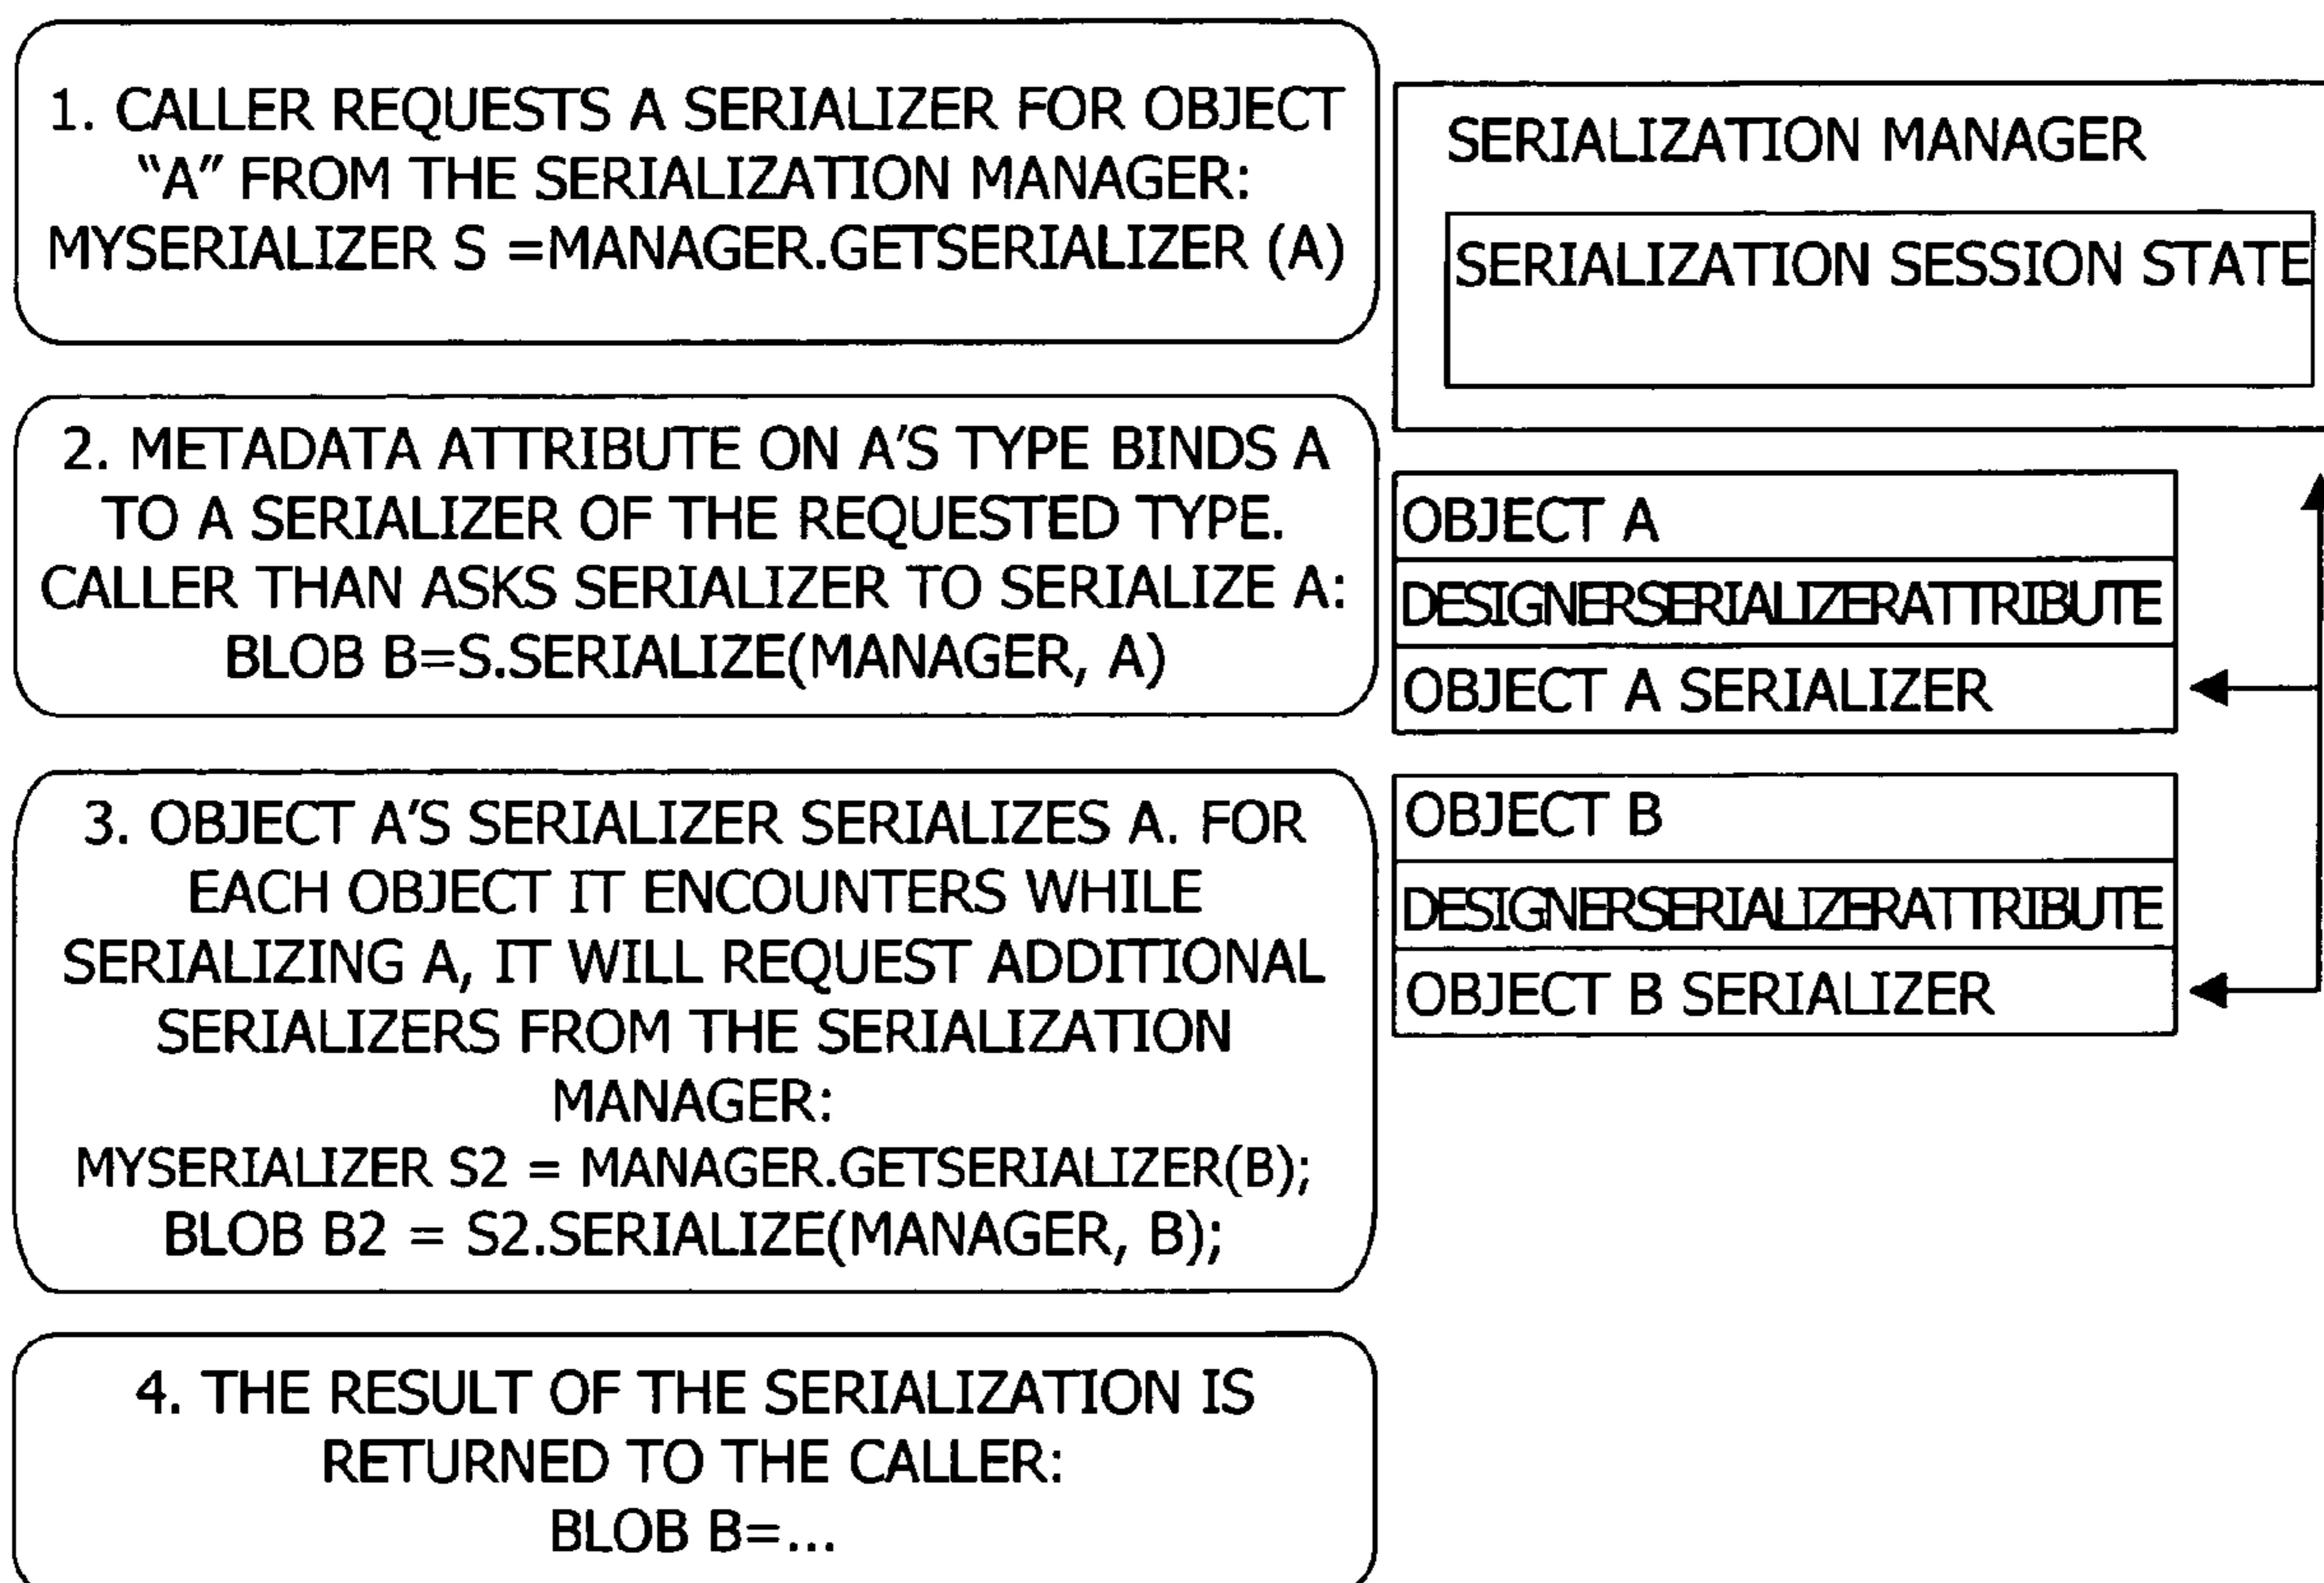 1. CALLER REQUESTS A SERIALIZER FOR OBJECT
“A” FROM THE SERIALIZATION MANAGER:
MYSERIALIZER S =MANAGER.GETSERIALIZER (A)
2. METADATA ATTRIBUTE ON A'S TYPE BINDS A
TO A SERIALIZER OF THE REQUESTED TYPE.
CALLER THAN ASKS SERIALIZER TO SERIALIZE A:
BLOB B=S.SERIALIZE(MANAGER, A)
3. OBJECT A'S SERIALIZER SERIALIZES A. FOR
EACH OBJECT IT ENCOUNTERS WHILE
SERIALIZING A, IT WILL REQUEST ADDITIONAL
SERIALIZERS FROM THE SERIALIZATION
MANAGER:
MYSERIALIZER S2 = MANAGER.GETSERIALIZER(B);
BLOB B2 = S2.SERIALIZE(MANAGER, B);
4. THE RESULT OF THE SERIALIZATION IS
RETURNED TO THE CALLER:
BLOB B=...
SERIALIZATION MANAGER
SERIALIZATION SESSION STATE
OBJECT A
DESIGNERSERIALIZERATTRIBUTE
OBJECT A SERIALIZER
OBJECT B
DESIGNERSERIALIZERATTRIBUTE
OBJECT B SERIALIZER